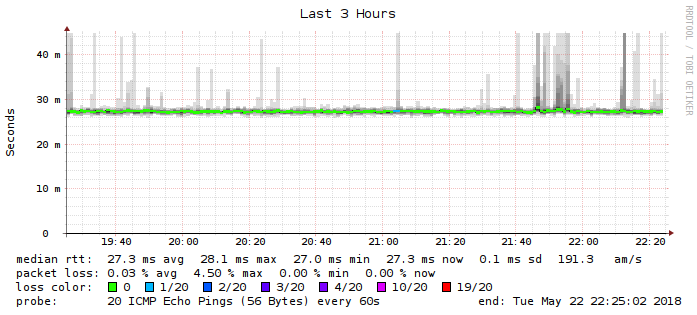 Last 3 Hours
RRDTOOL / TOBI OETIKER
Seconds
40 m
30 m
20 m
10 m
0
19:40 20:00 20:20 20:40 21:00 21:20 21:40 22:00 22:20
median rtt: 27.3 ms avg 28.1 ms max 27.0 ms min 27.3 ms now 0.1 ms sd 191.3 am/s
packet loss: 0.03 % avg 4.50 % max 0.00 % min 0.00 % now
loss color: 0 1/20 2/20 3/20 4/20 10/20 19/20
probe: 20 ICMP Echo Pings (56 Bytes) every 60s end: Tue May 22 22:25:02 2018